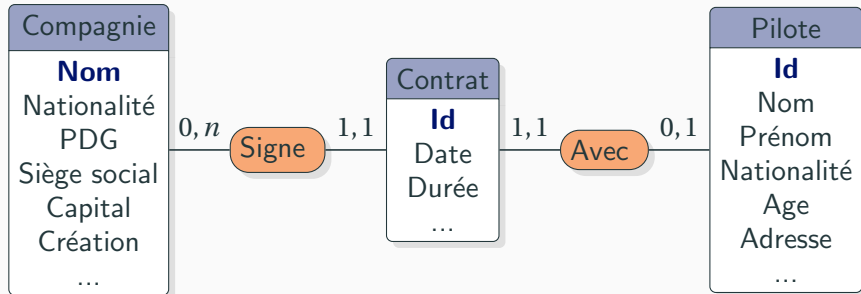 Compagnie
Nom
Nationalité
PDG
Siège social
Capital
Création
...
0, n
Signe
1, 1
Contrat
Id
Date
Durée
...
1, 1
Avec
0, 1
Pilote
Id
Nom
Prénom
Nationalité
Age
Adresse
...